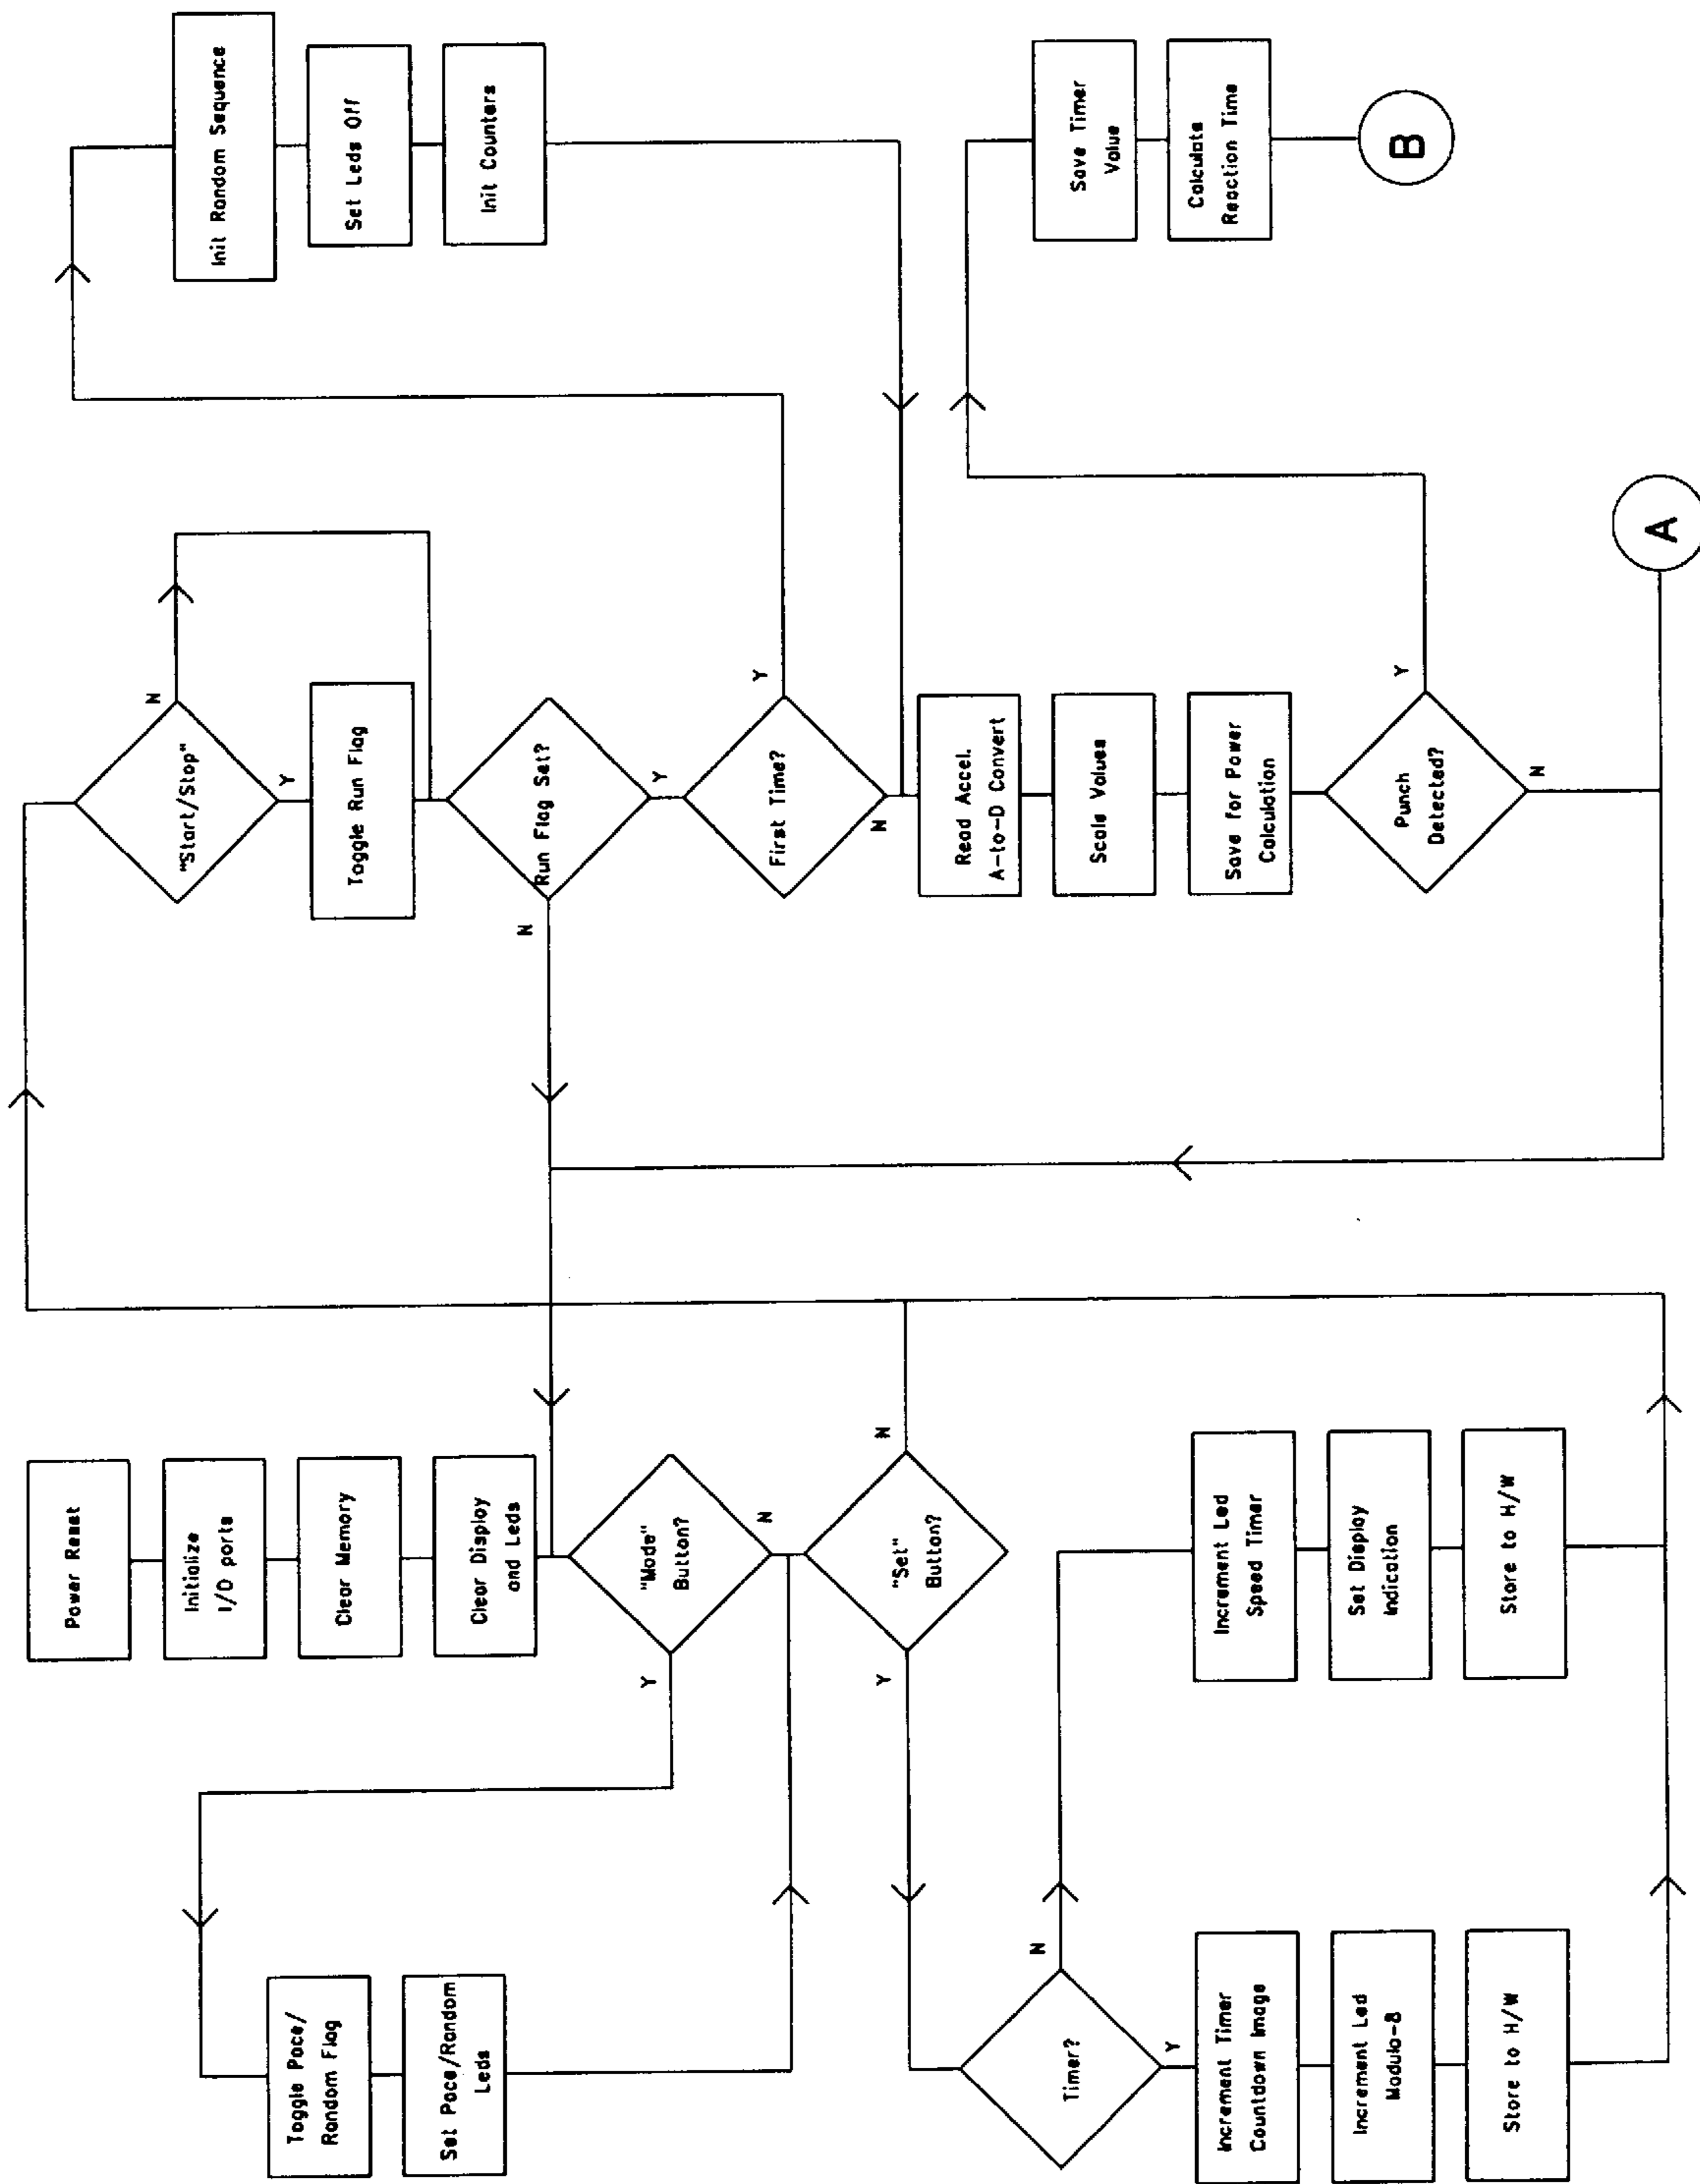 Power Reset
Initialize
I/O ports
Clear Memory
Clear Display
and Leds
"Mode"
Button?
Y
N
Toggle Pace/
Random Flag
Set Pace/Random
Leds
"Set"
Button?
Y
N
Timer?
N
Y
Increment Timer
Countdown Image
Increment Led
Modulo-8
Store to H/W
Increment Led
Speed Timer
Set Display
Indication
Store to H/W
"Start/Stop"
N
Y
Toggle Run Flag
Run Flag Set?
N
Y
First Time?
Y
N
Init Random Sequence
Set Leds Off
Init Counters
Read Accel.
A-to-D Convert
Scale Values
Save for Power
Calculation
Punch
Detected?
Y
N
Save Timer
Value
Calculate
Reaction Time
B
A